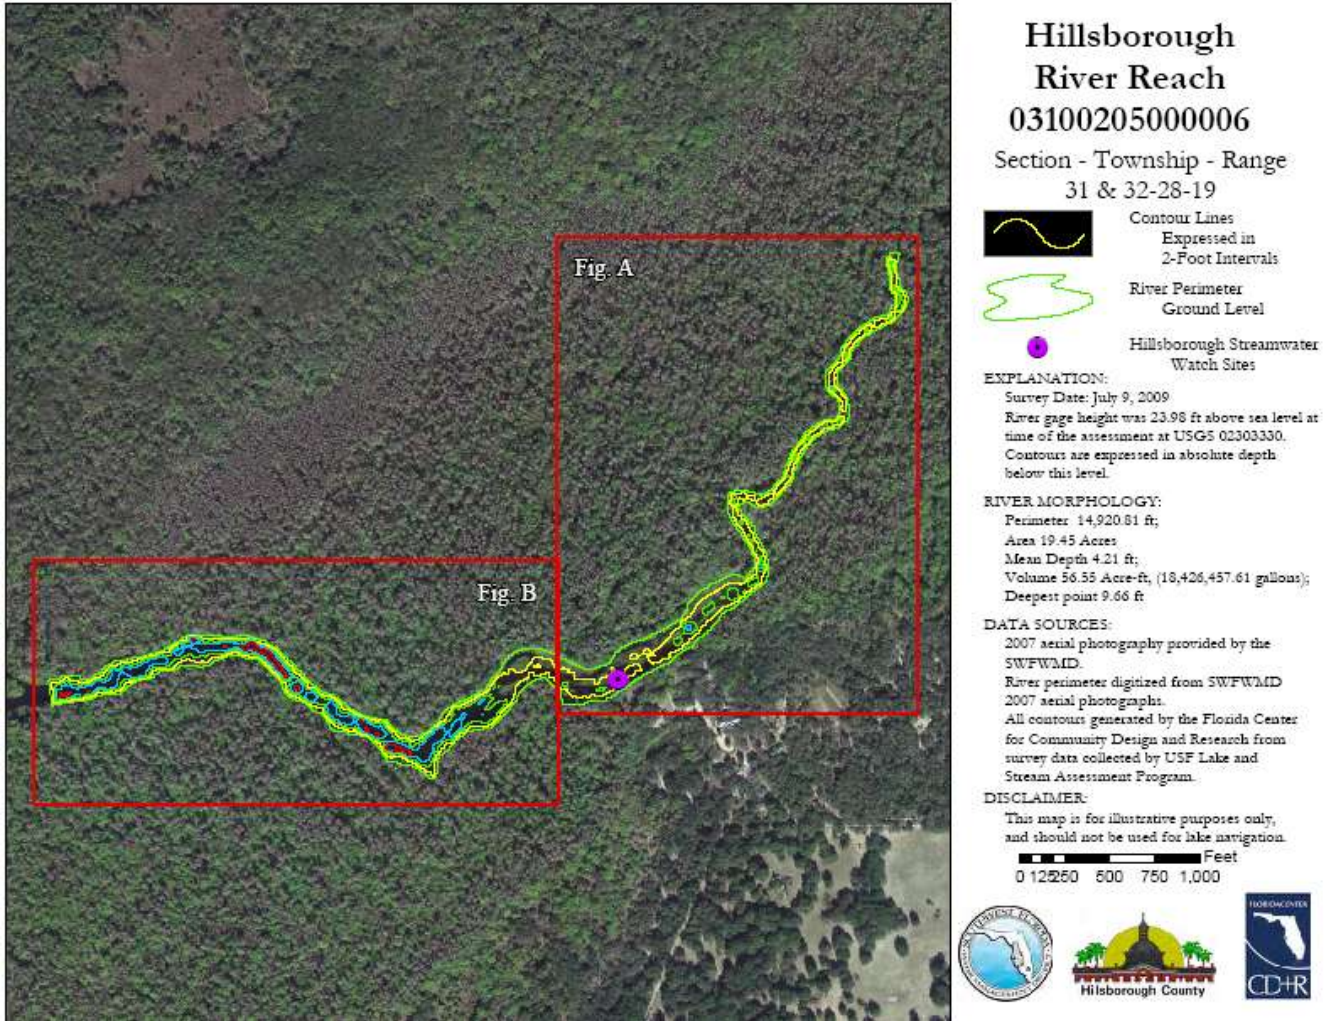 Hillsborough
River Reach
03100205000006
Section - Township - Range
31 & 32-28-19
Contour Lines
Expressed in
2-Foot Intervals
River Perimeter
Ground Level
Hillsborough Streamwater
Watch Sites
EXPLANATION:
Survey Date: July 9, 2009
River gage height was 23.98 ft above sea level at
time of the assessment at USGS 02303330.
Contours are expressed in absolute depth
below this level.
RIVER MORPHOLOGY:
Perimeter 14,920.81 ft;
Area 19.45 Acres
Mean Depth 4.21 ft;
Volume 56.55 Acre-ft, (18,426,457.61 gallons);
Deepest point 9.66 ft
DATA SOURCES:
2007 aerial photography provided by the
SWFWMD.
River perimeter digitized from SWFWMD
2007 aerial photographs.
All contours generated by the Florida Center
for Community Design and Research from
survey data collected by USF Lake and
Stream Assessment Program.
DISCLAIMER:
This map is for illustrative purposes only,
and should not be used for lake navigation.
Feet
0 125250 500 750 1,000
Fig. A
Fig. B
Hilsborough County
FLORIDACENTER
CD+R